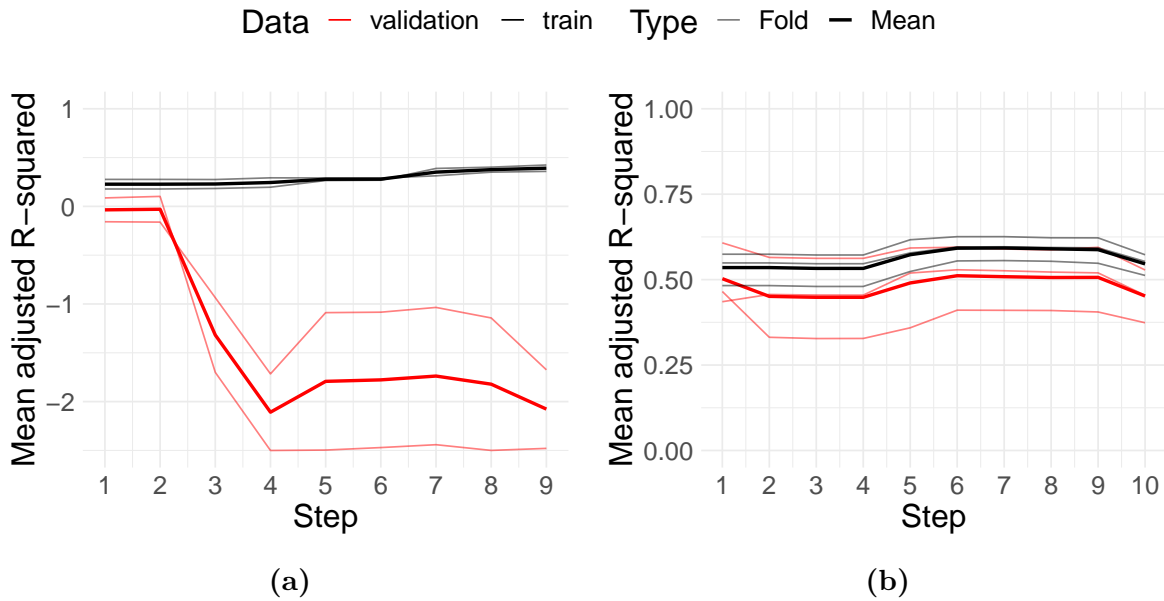 Data validation train Type Fold Mean
Mean adjusted R-squared
1
0
−1
−2
1 2 3 4 5 6 7 8 9
Step
(a)
Mean adjusted R-squared
1.00
0.75
0.50
0.25
0.00
1 2 3 4 5 6 7 8 9 10
Step
(b)